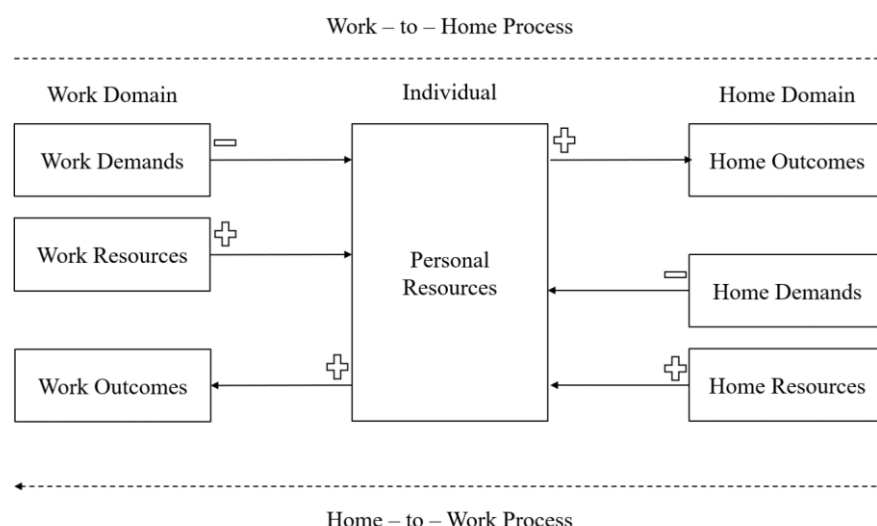 Work – to – Home Process
Work Domain
Individual
Home Domain
Work Demands
Home Outcomes
Work Resources
Personal
Resources
Home Demands
Work Outcomes
Home Resources
Home – to – Work Process